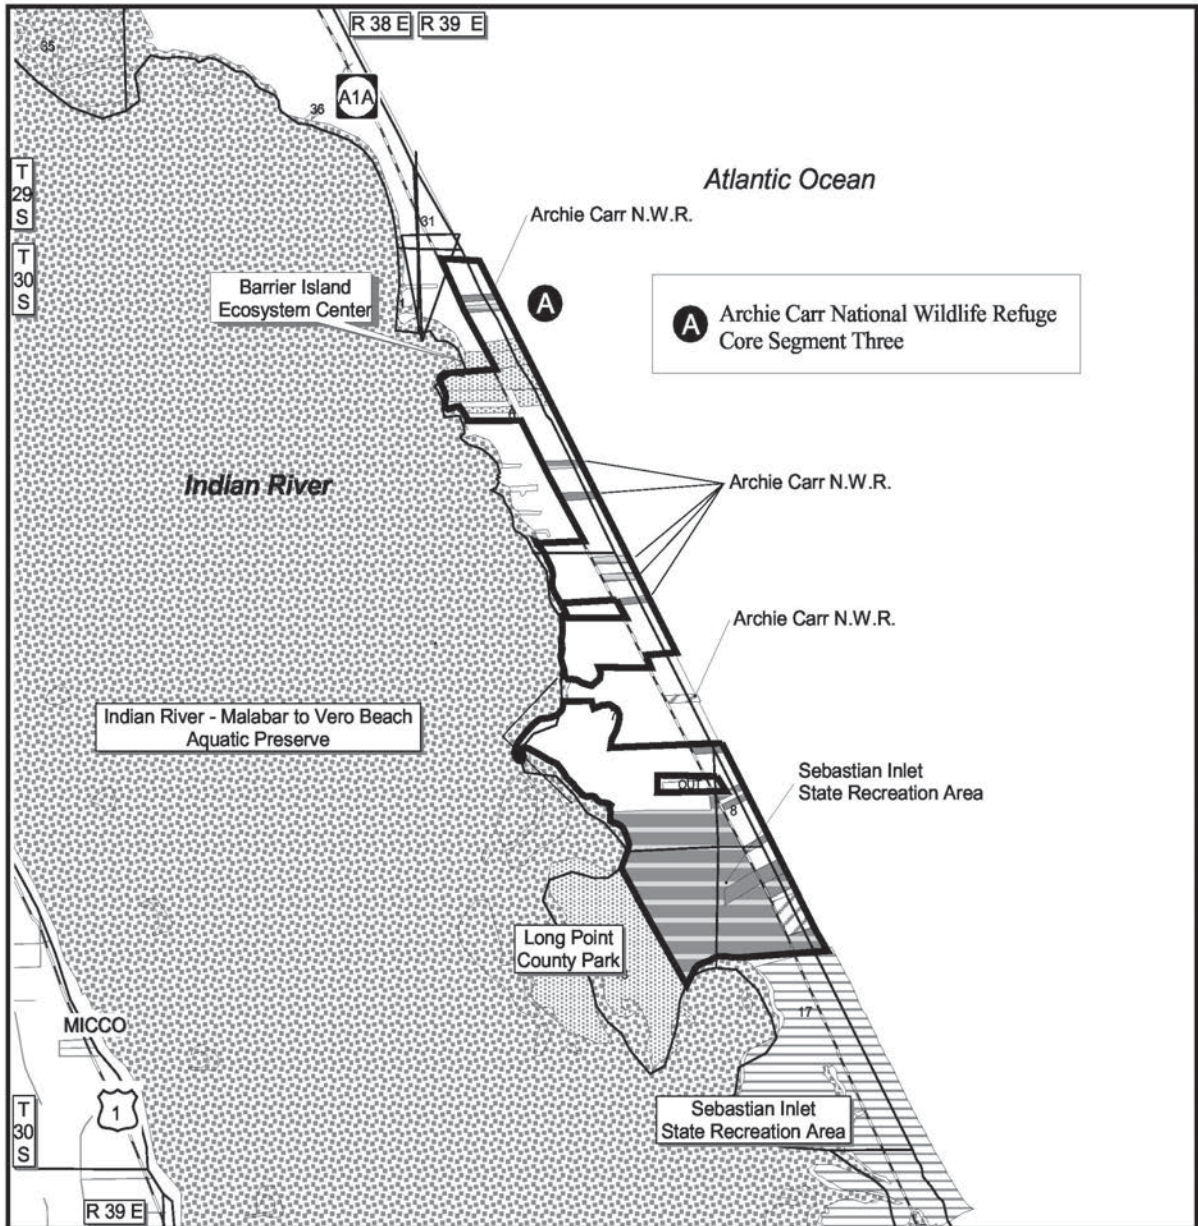 R 38 E
R 39 E
35
A1A
36
T
29
S
Atlantic Ocean
Archie Carr N.W.R.
31
T
30
S
Barrier Island
Ecosystem Center
A
A
Archie Carr National Wildlife Refuge
Core Segment Three
Indian River
Archie Carr N.W.R.
Archie Carr N.W.R.
Indian River - Malabar to Vero Beach
Aquatic Preserve
Sebastian Inlet
State Recreation Area
OUT
8
Long Point
County Park
17
MICCO
1
T
30
S
Sebastian Inlet
State Recreation Area
R 39 E